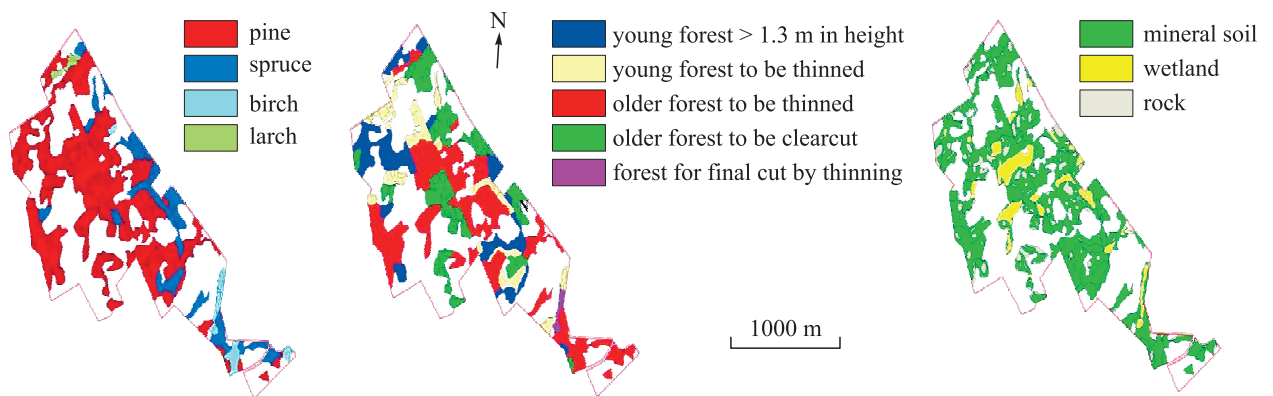 pine
spruce
birch
larch
N
young forest > 1.3 m in height
young forest to be thinned
older forest to be thinned
older forest to be clearcut
forest for final cut by thinning
N
1000 m
mineral soil
wetland
rock